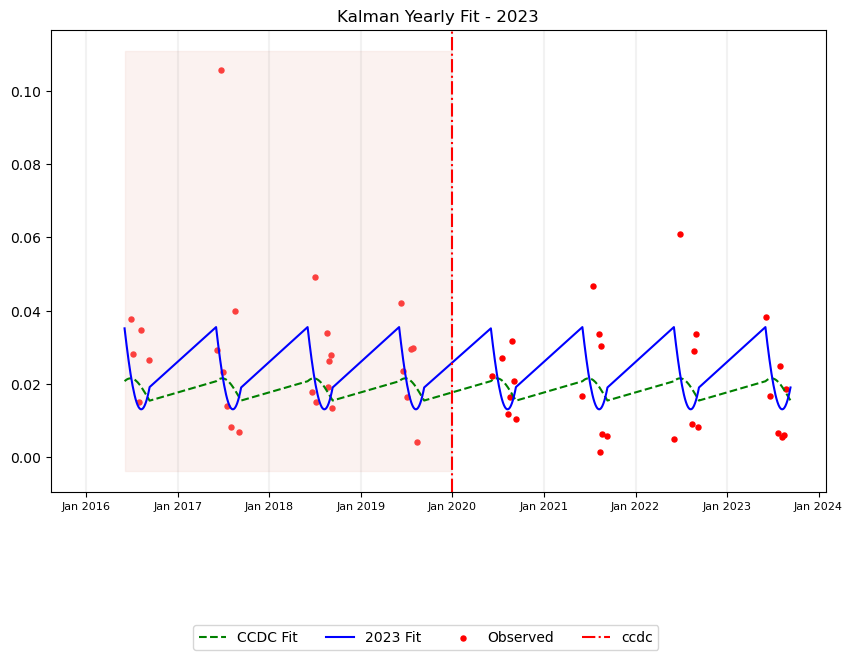 Kalman Yearly Fit - 2023
0.10
0.08
0.06
0.04
0.02
0.00
Jan 2016 Jan 2017 Jan 2018 Jan 2019 Jan 2020 Jan 2021 Jan 2022 Jan 2023 Jan 2024
CCDC Fit 2023 Fit Observed ccdc